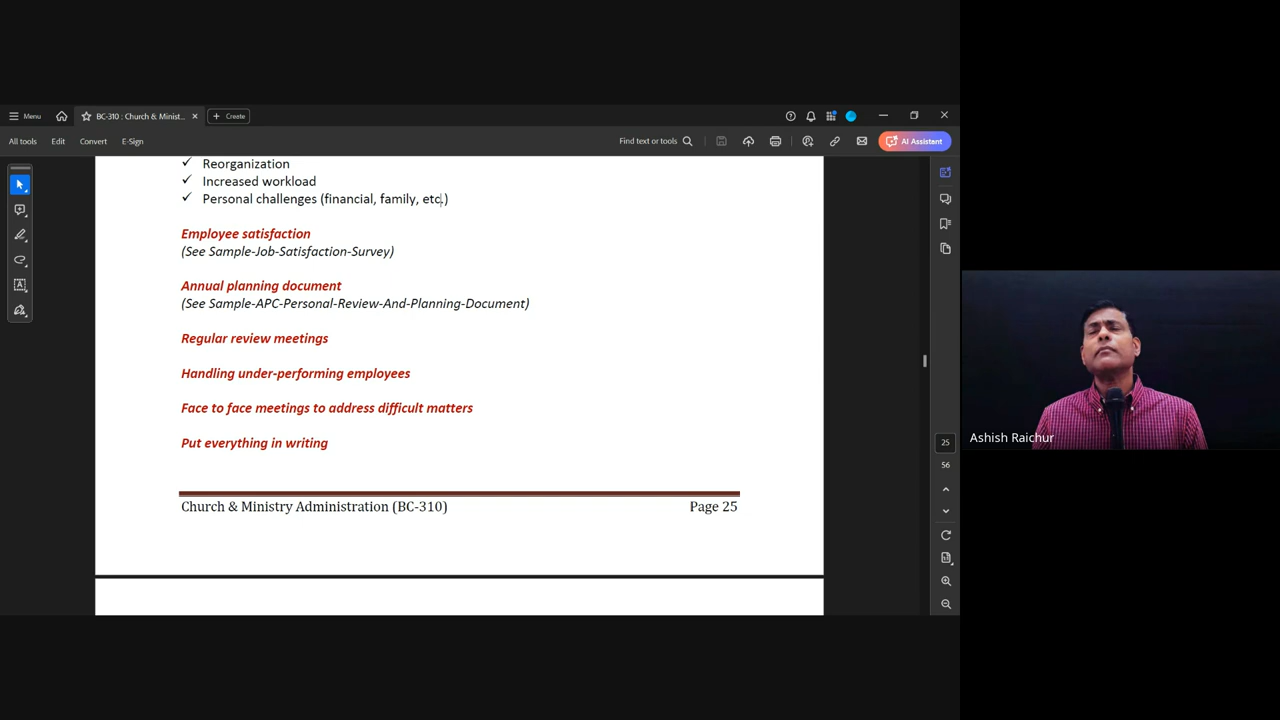 Menu
BC-310 : Church & Minist...
Create
All tools
Edit
Convert
E-Sign
Find text or tools
AI Assistant
✓ Reorganization
✓ Increased workload
✓ Personal challenges (financial, family, etc.)
Employee satisfaction
(See Sample-Job-Satisfaction-Survey)
Annual planning document
(See Sample-APC-Personal-Review-And-Planning-Document)
Regular review meetings
Handling under-performing employees
Face to face meetings to address difficult matters
Put everything in writing
Church & Ministry Administration (BC-310) Page 25
25
56
Ashish Raichur